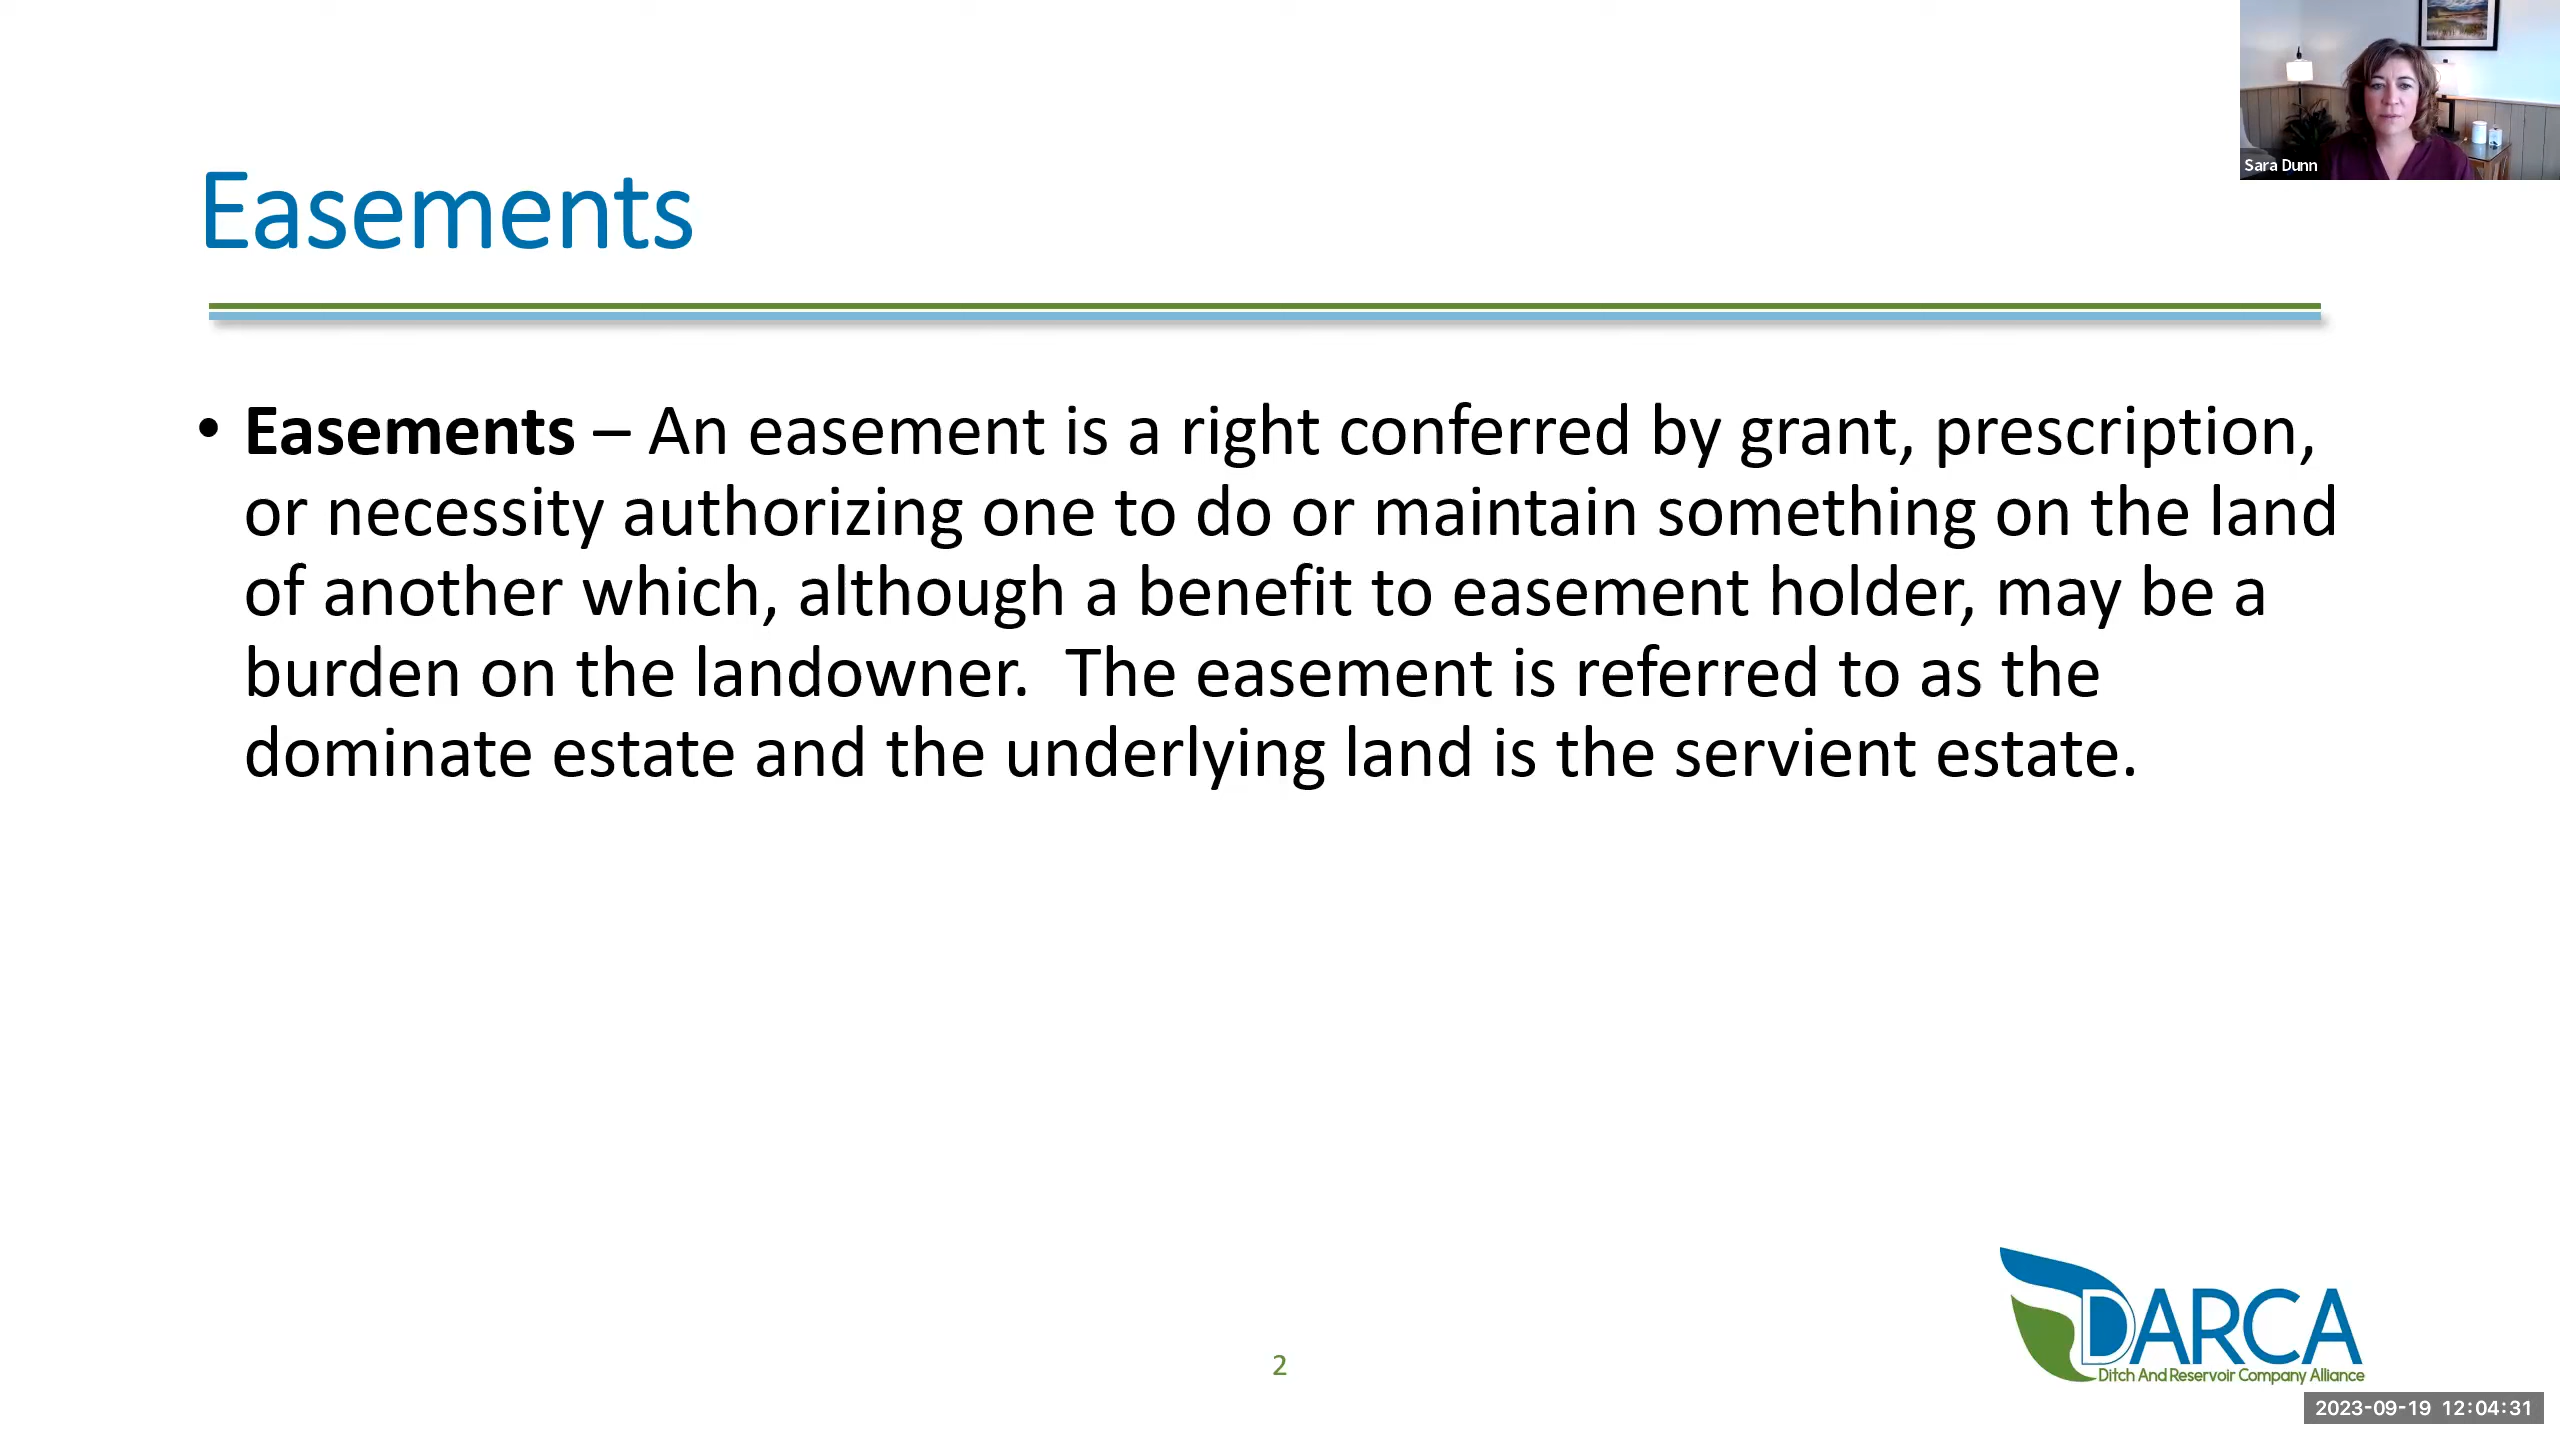 Sara Dunn
Easements
• Easements – An easement is a right conferred by grant, prescription,
or necessity authorizing one to do or maintain something on the land
of another which, although a benefit to easement holder, may be a
burden on the landowner.  The easement is referred to as the
dominate estate and the underlying land is the servient estate.
2
DARCA
Ditch And Reservoir Company Alliance
2023-09-19 12:04:31